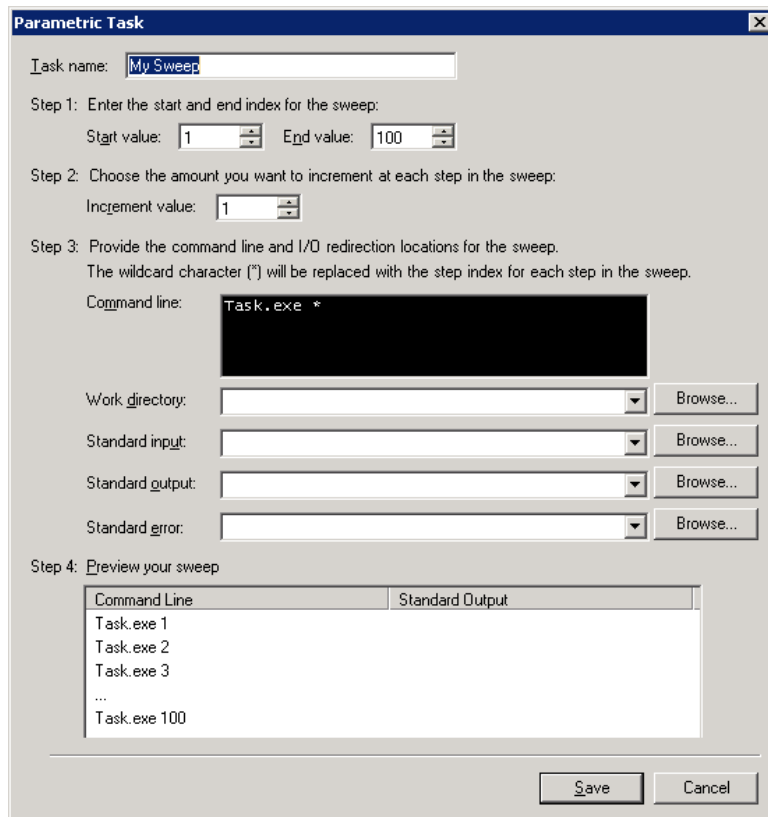 Parametric Task
Task name: My Sweep
Step 1: Enter the start and end index for the sweep:
Start value: 1 End value: 100
Step 2: Choose the amount you want to increment at each step in the sweep:
Increment value: 1
Step 3: Provide the command line and I/O redirection locations for the sweep.
The wildcard character (*) will be replaced with the step index for each step in the sweep.
Command line: Task.exe *
Work directory: Browse...
Standard input: Browse...
Standard output: Browse...
Standard error: Browse...
Step 4: Preview your sweep
Command Line Standard Output
Task.exe 1
Task.exe 2
Task.exe 3
...
Task.exe 100
Save Cancel